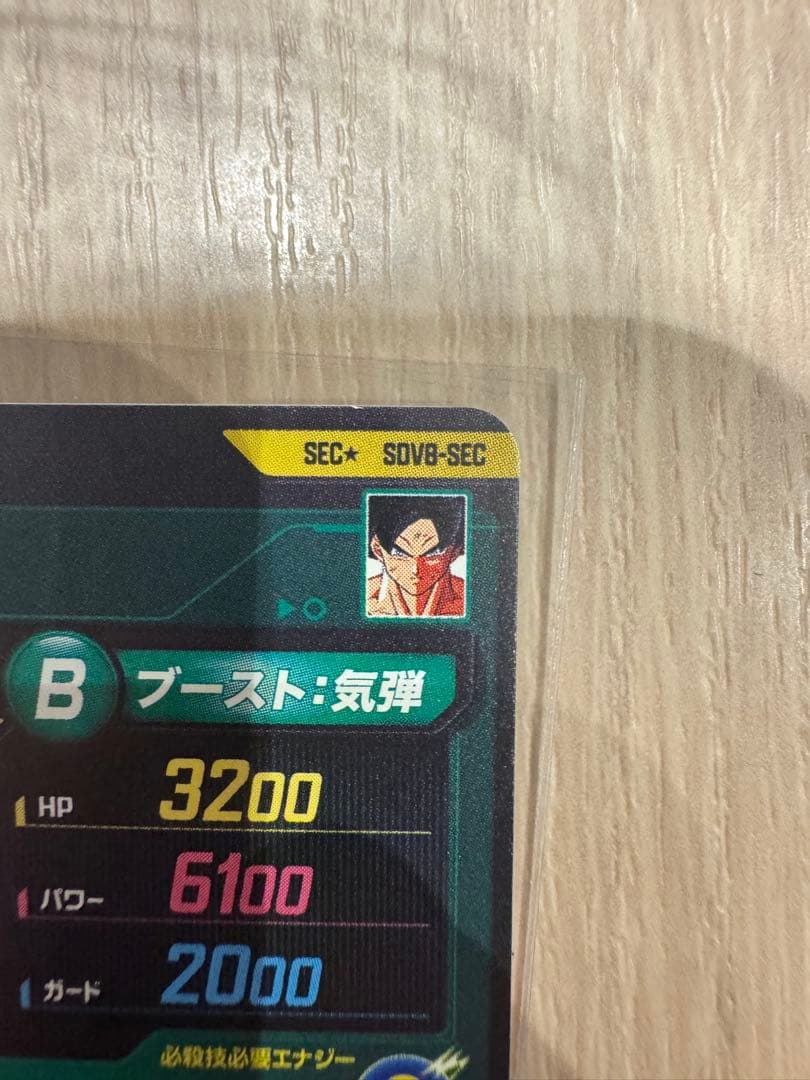 SEC★ SDV8-SEC
B ブースト:気弾
HP 3200
パワー 6100
ガード 2000
必殺技必要エナジー